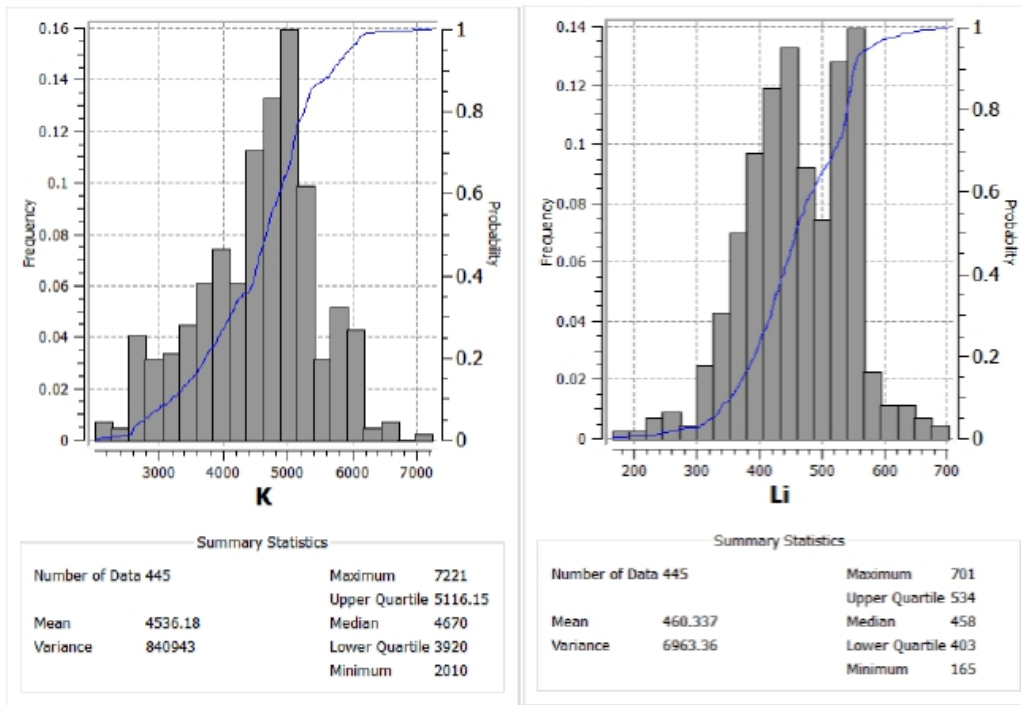 0.16
0.14
0.12
0.1
0.08
0.06
0.04
0.02
0
Frequency
1
0.8
0.6
0.4
0.2
0
Probability
3000 4000 5000 6000 7000
K
Summary Statistics
Number of Data 445
Mean 4536.18
Variance 840943
Maximum 7221
Upper Quartile 5116.15
Median 4670
Lower Quartile 3920
Minimum 2010
0.14
0.12
0.1
0.08
0.06
0.04
0.02
0
Frequency
1
0.8
0.6
0.4
0.2
0
Probability
200 300 400 500 600 700
Li
Summary Statistics
Number of Data 445
Mean 460.337
Variance 6963.36
Maximum 701
Upper Quartile 534
Median 458
Lower Quartile 403
Minimum 165